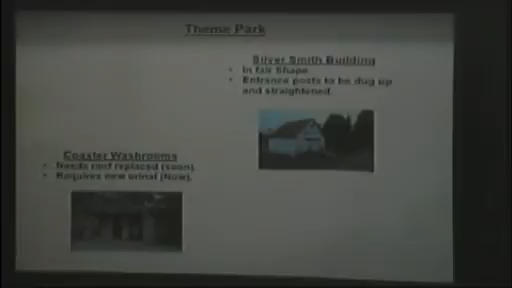 Theme Park
Silver Smith Building
• In fair Shape
• Entrance posts to be dug up
and straightened.
Coaster Washrooms
• Needs roof replaced (soon).
• Requires new urinal (Now).